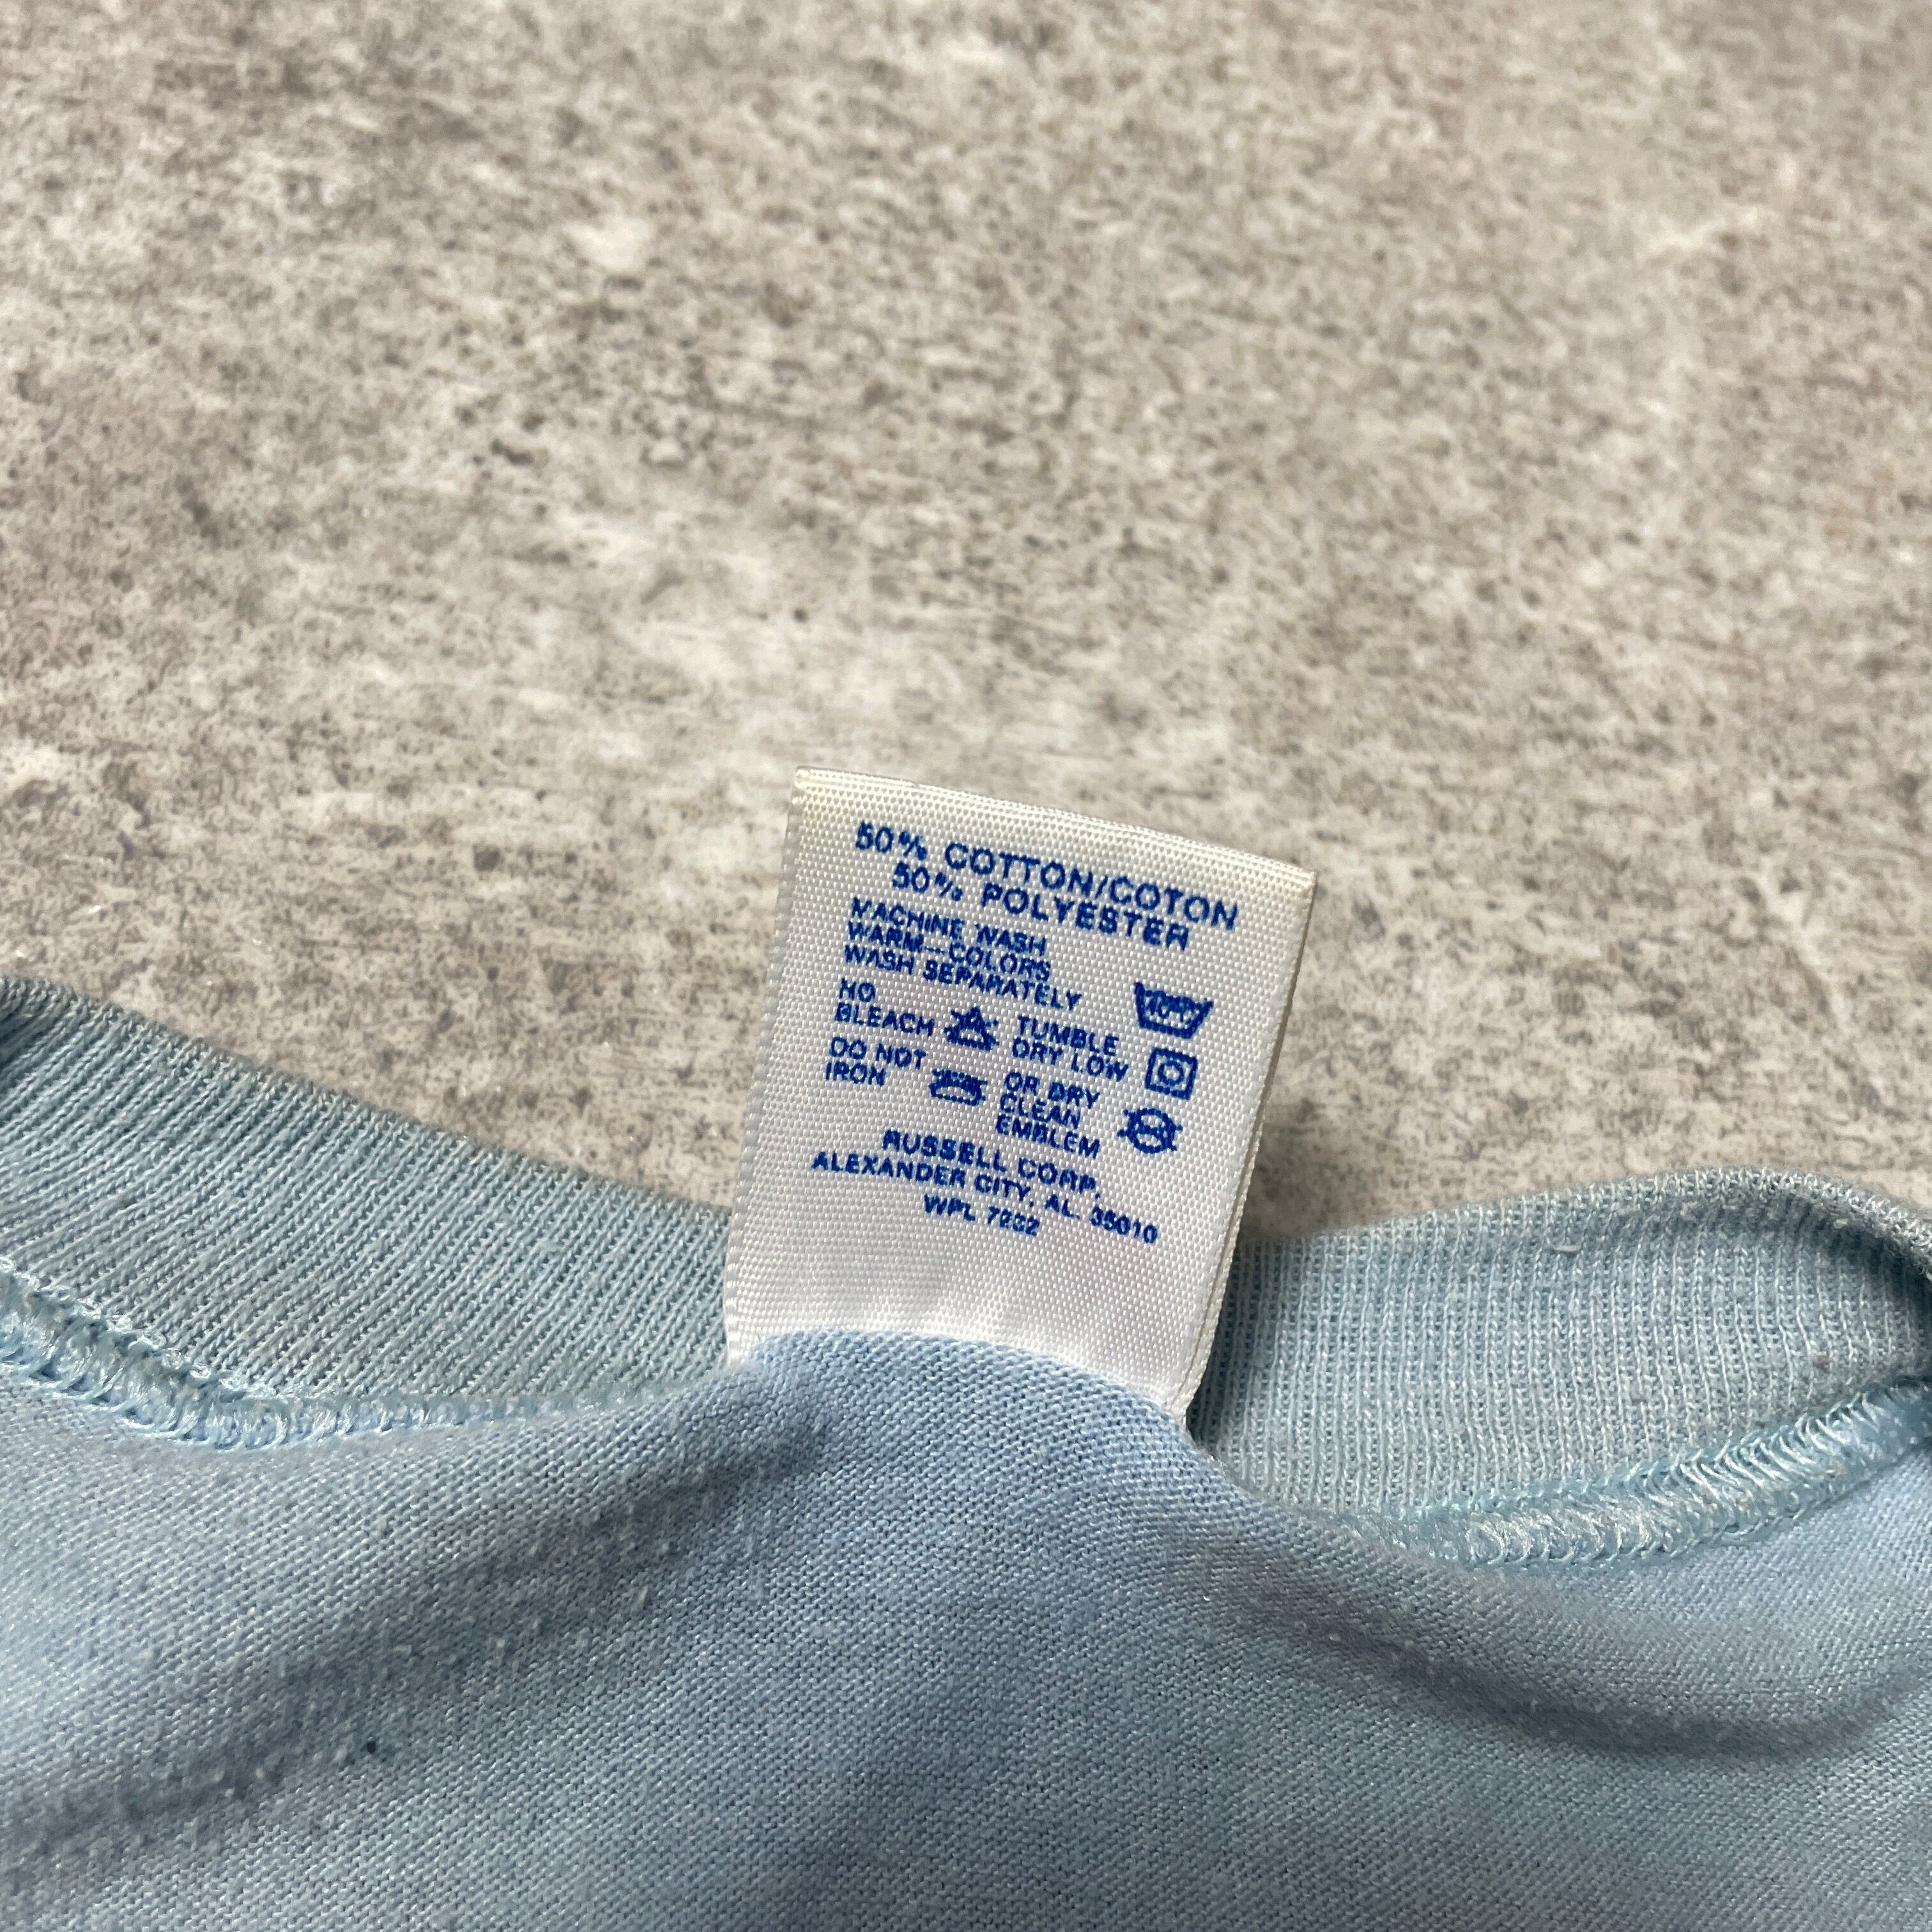 50% COTTON/COTON
50% POLYESTER
MACHINE WASH
WARM—COLORS
WASH SEPARATELY
NO
BLEACH
TUMBLE
DRY LOW
DO NOT
IRON
OR DRY
CLEAN
EMBLEM
RUSSELL CORP.
ALEXANDER CITY, AL. 35010
WPL 7232